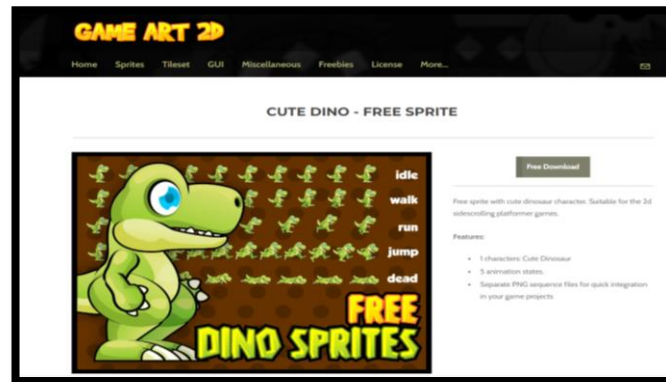 GAME ART 2D
Home Sprites Tileset GUI Miscellaneous Freebies License More...
CUTE DINO - FREE SPRITE
idle
walk
run
jump
dead
FREE
DINO SPRITES
Free Download
Free sprite with cute dinosaur character. Suitable for the 2d
sidescrolling platformer games.
Features:
1 characters: Cute Dinosaur
5 animation states.
Separate PNG sequence files for quick integration
in your game projects